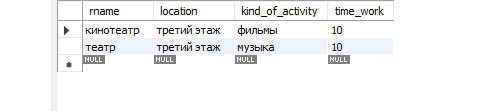 rname location kind_of_activity time_work
кинотеатр третий этаж фильмы 10
театр третий этаж музыка 10
NULL NULL NULL NULL